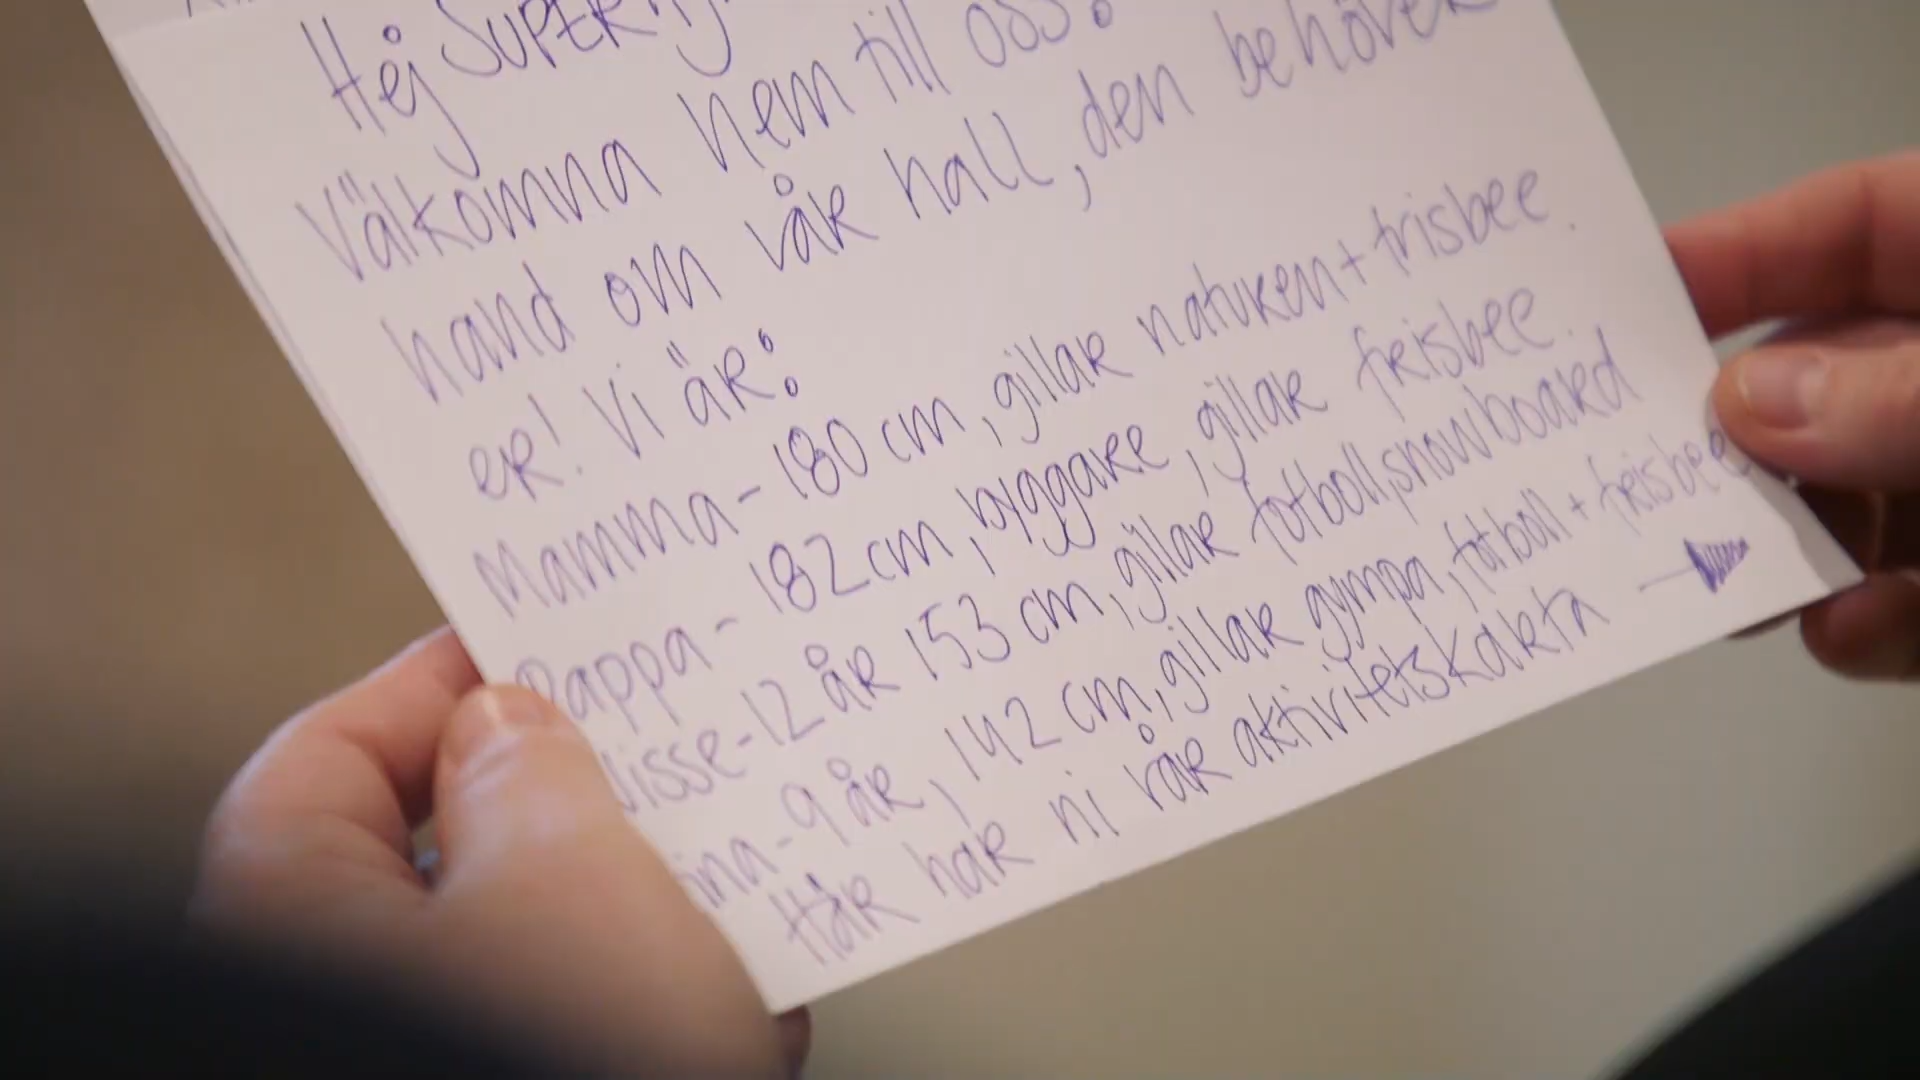 Hej
Välkomna hem till oss!
hand om vår hall, den behöver
er! Vi är:
Mamma - 180 cm, gillar naturen + frisbee.
Pappa - 182 cm, byggare, gillar frisbee.
12 år 153 cm, gillar fotboll, snowboard
9 år, 142 cm, gillar gympa, fotboll + frisbee
Här har ni vår aktivitetskarta →